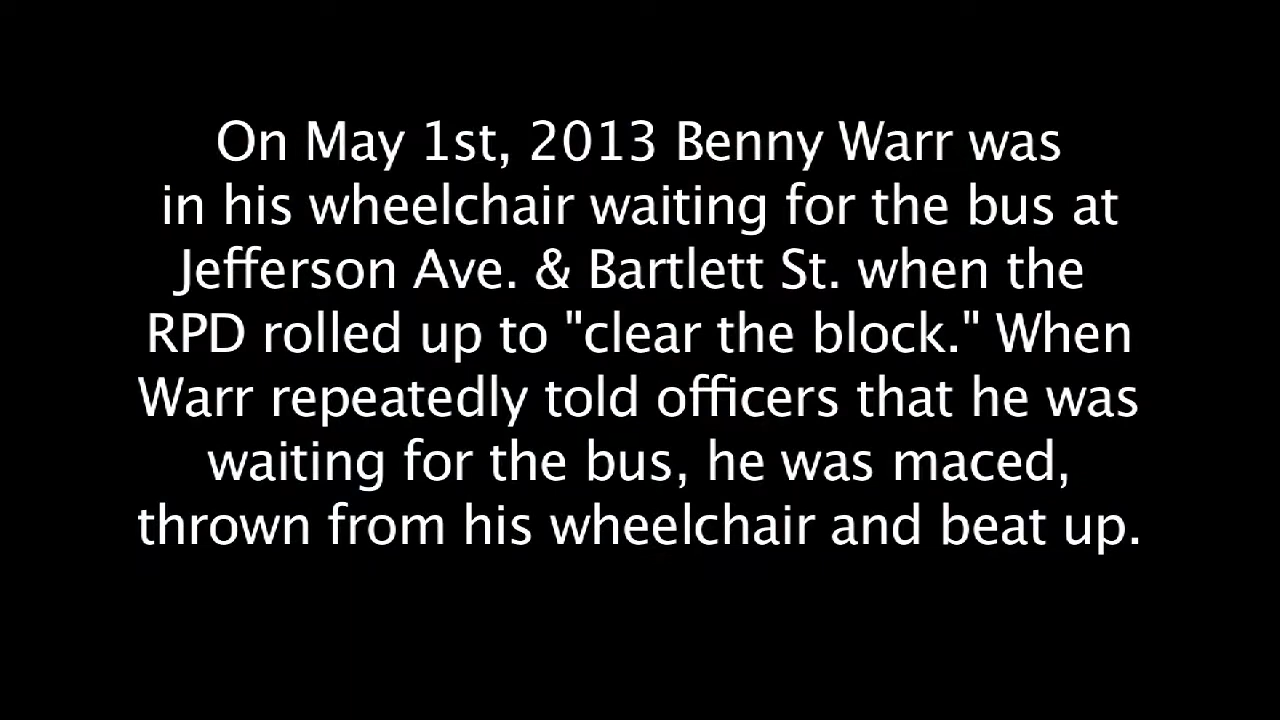 On May 1st, 2013 Benny Warr was
in his wheelchair waiting for the bus at
Jefferson Ave. & Bartlett St. when the
RPD rolled up to "clear the block." When
Warr repeatedly told officers that he was
waiting for the bus, he was maced,
thrown from his wheelchair and beat up.